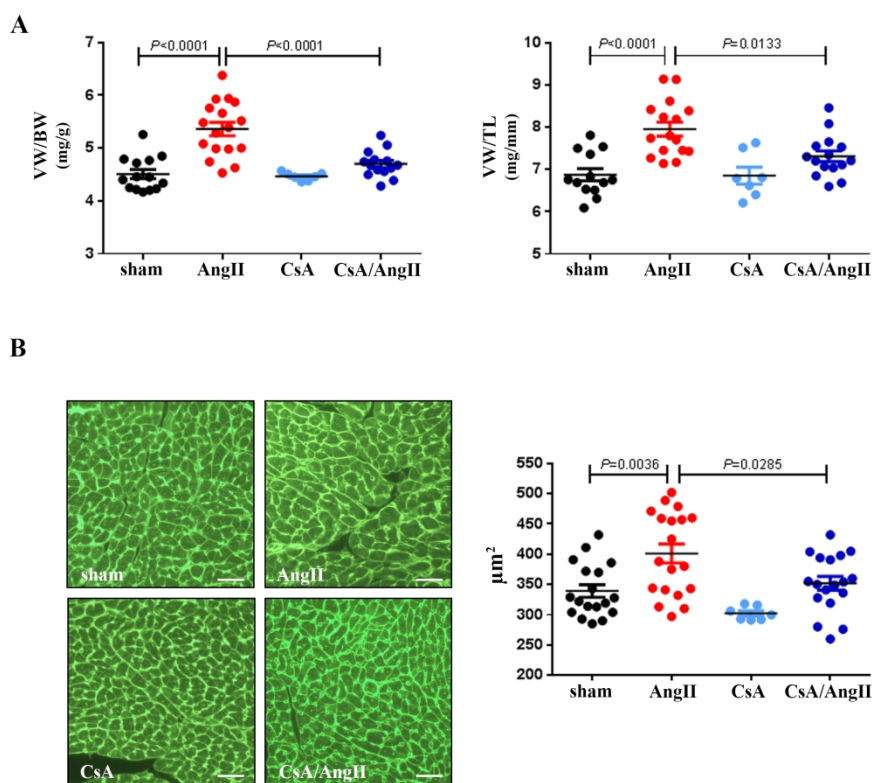 A
P<0.0001
P<0.0001
VW/BW
(mg/g)
7
6
5
4
3
sham
AngII
CsA
CsA/AngII
P<0.0001
P=0.0133
VW/TL
(mg/mm)
10
9
8
7
6
5
sham
AngII
CsA
CsA/AngII
B
sham
AngII
CsA
CsA/AngII
P=0.0036
P=0.0285
µm²
550
500
450
400
350
300
250
200
sham
AngII
CsA
CsA/AngII